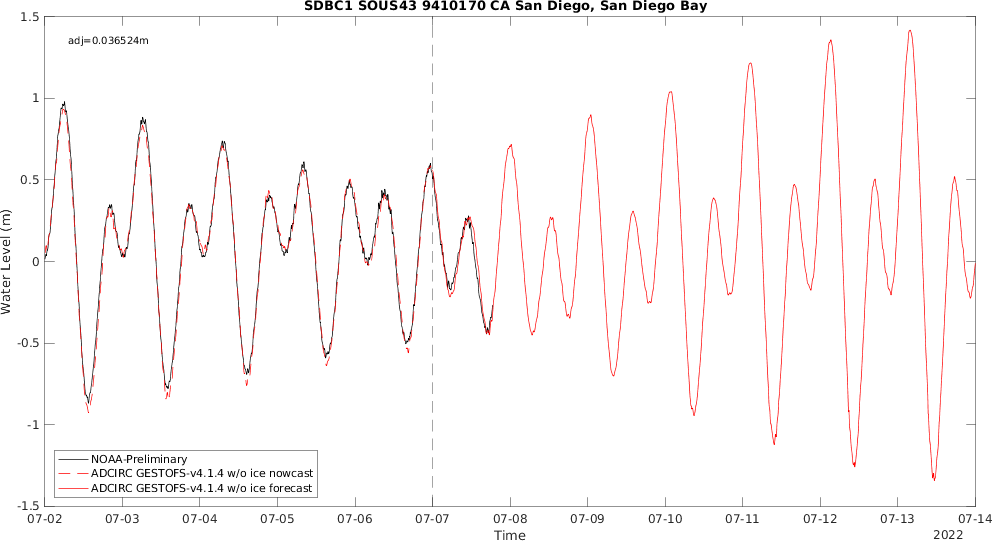 SDBC1 SOUS43 9410170 CA San Diego, San Diego Bay
adj=0.036524m
1.5
1
0.5
0
-0.5
-1
-1.5
Water Level (m)
NOAA-Preliminary
ADCIRC GESTOFS-v4.1.4 w/o ice nowcast
ADCIRC GESTOFS-v4.1.4 w/o ice forecast
07-02 07-03 07-04 07-05 07-06 07-07 07-08 07-09 07-10 07-11 07-12 07-13 07-14
Time
2022